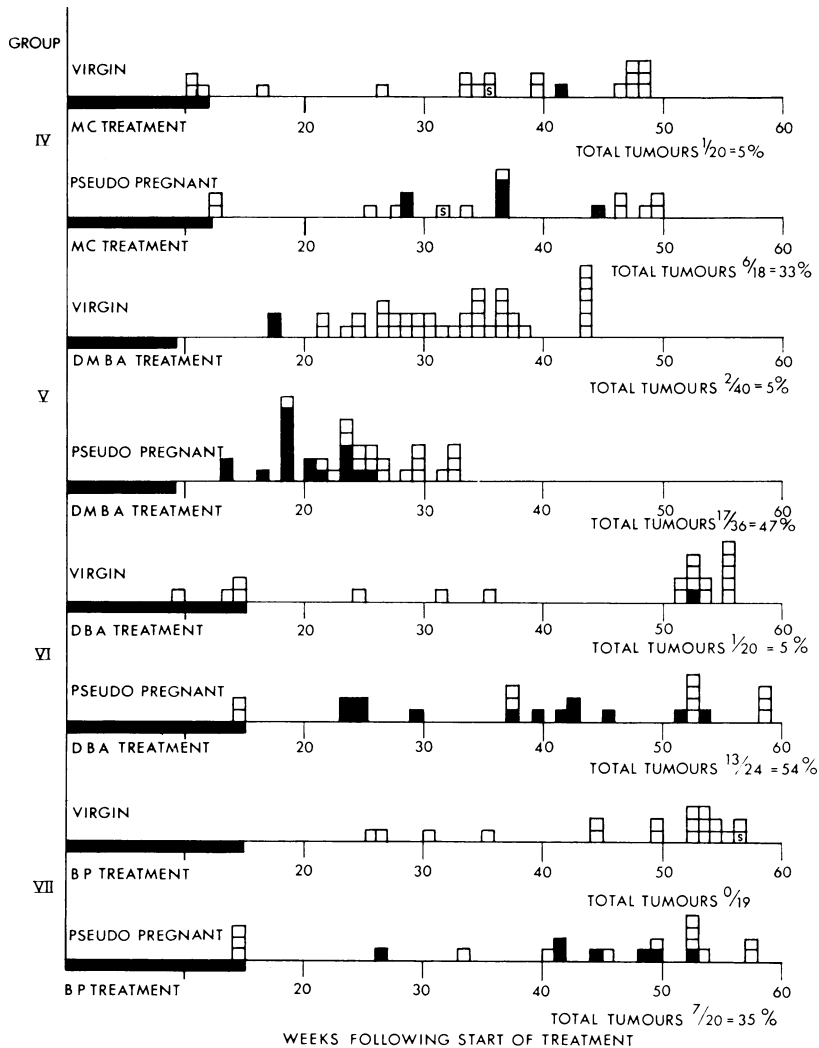 GROUP
VIRGIN
S
MC TREATMENT 20 30 40 50 60
IV
TOTAL TUMOURS 1/20 = 5%
PSEUDO PREGNANT
S
MC TREATMENT 20 30 40 50 60
TOTAL TUMOURS 6/18 = 33%
VIRGIN
DMBA TREATMENT 20 30 40 50 60
TOTAL TUMOURS 2/40 = 5%
V
PSEUDO PREGNANT
DMBA TREATMENT 20 30 40 50 60
TOTAL TUMOURS 17/36 = 47%
VIRGIN
DBA TREATMENT 20 30 40 50 60
TOTAL TUMOURS 1/20 = 5%
VI
PSEUDO PREGNANT
DBA TREATMENT 20 30 40 50 60
TOTAL TUMOURS 13/24 = 54%
VIRGIN
S
BP TREATMENT 20 30 40 50 60
VII
TOTAL TUMOURS 0/19
PSEUDO PREGNANT
BP TREATMENT 20 30 40 50 60
TOTAL TUMOURS 7/20 = 35%
WEEKS FOLLOWING START OF TREATMENT